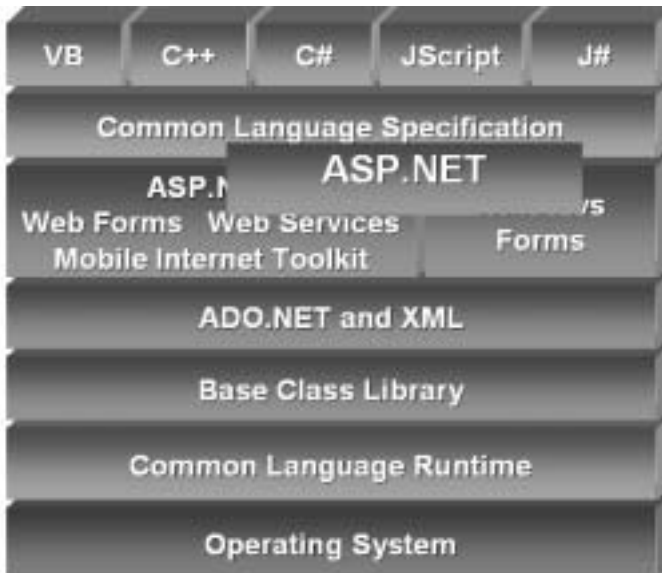 VB C++ C# JScript J#
Common Language Specification
ASP.NET
ASP.N
Web Forms Web Services
Forms
Mobile Internet Toolkit
ADO.NET and XML
Base Class Library
Common Language Runtime
Operating System